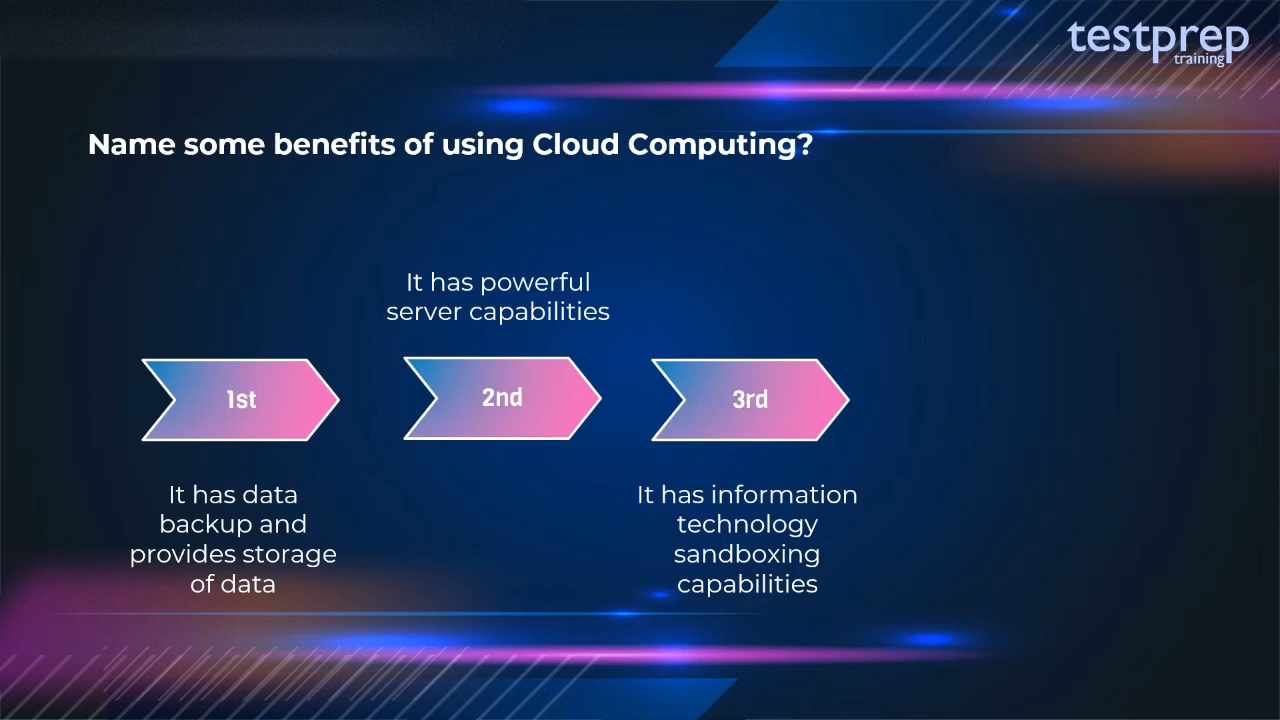 testprep
training
Name some benefits of using Cloud Computing?
It has powerful
server capabilities
1st
2nd
3rd
It has data
backup and
provides storage
of data
It has information
technology
sandboxing
capabilities